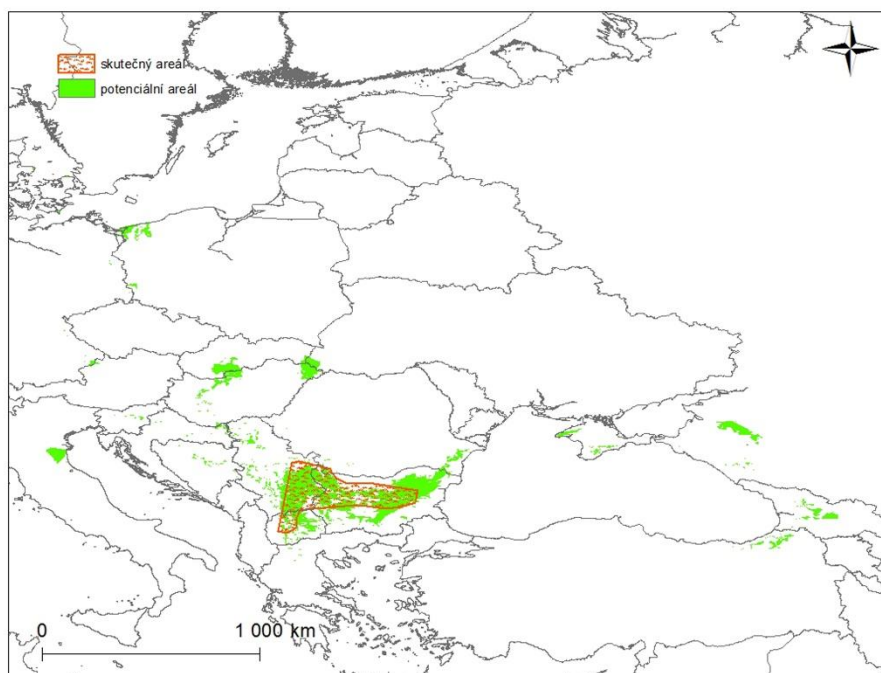 skutečný areál
potenciální areál
0 1 000 km